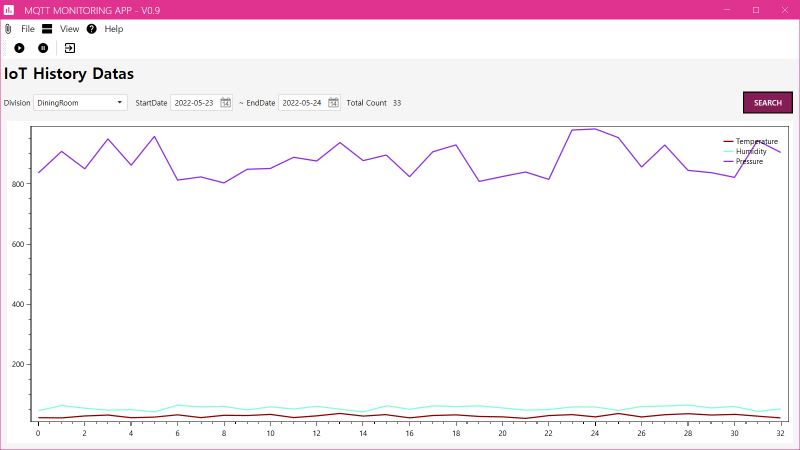 MQTT MONITORING APP - V0.9
File View Help
IoT History Datas
Division DiningRoom StartDate 2022-05-23 14 ~ EndDate 2022-05-24 14 Total Count 33 SEARCH
Temperature
Humidity
Pressure
800
600
400
200
0 2 4 6 8 10 12 14 16 18 20 22 24 26 28 30 32